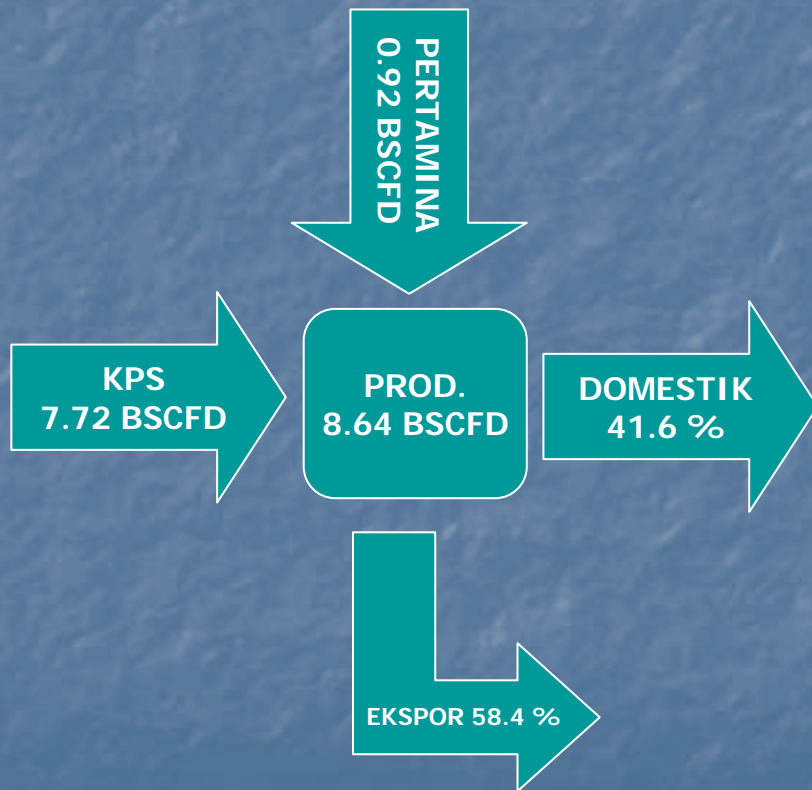 PERTAMINA
0.92 BSCFD
KPS
7.72 BSCFD
PROD.
8.64 BSCFD
DOMESTIK
41.6 %
EKSPOR 58.4 %